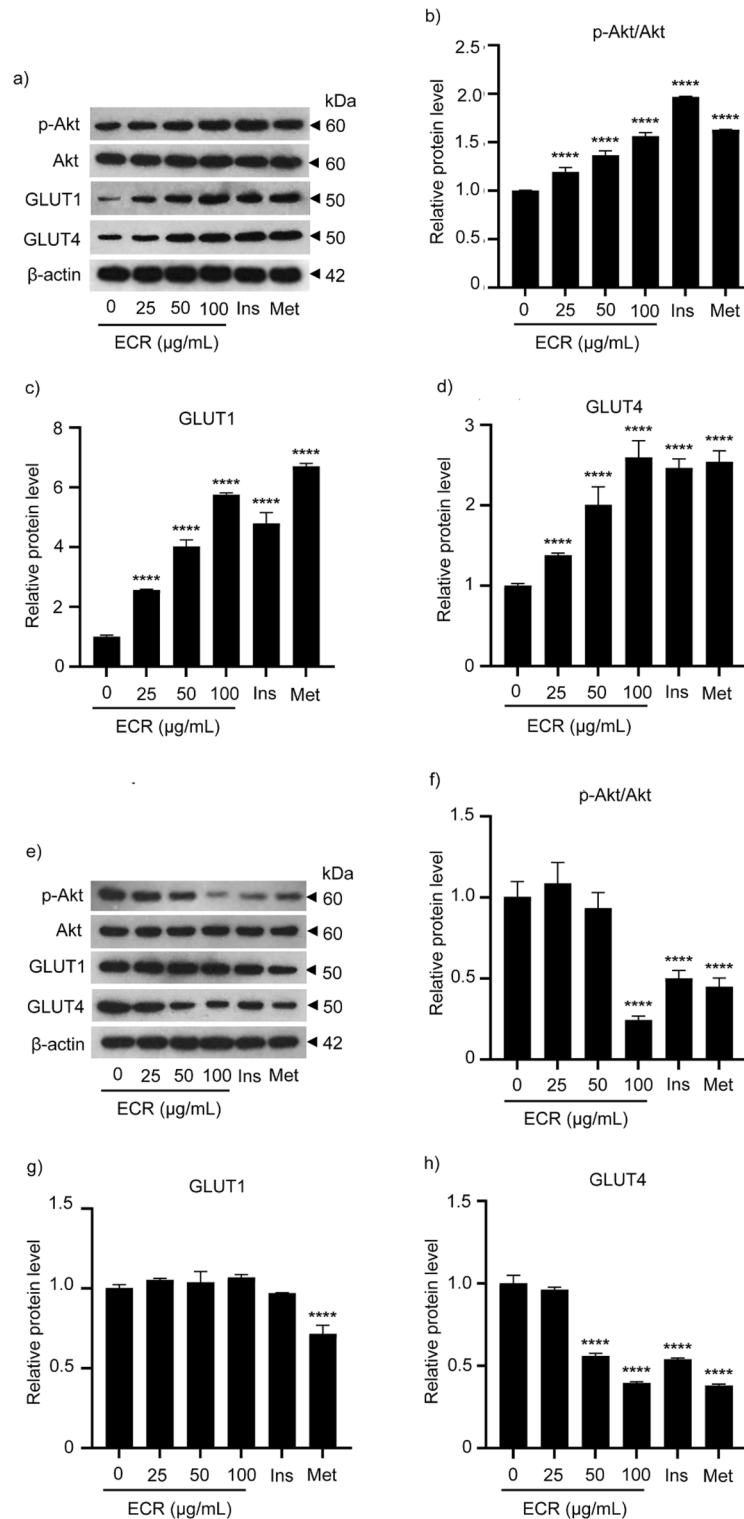 a)
kDa
p-Akt ◄ 60
Akt ◄ 60
GLUT1 ◄ 50
GLUT4 ◄ 50
β-actin ◄ 42
0 25 50 100 Ins Met
ECR (µg/mL)
b)
p-Akt/Akt
Relative protein level
2.5
2.0
1.5
1.0
0.5
0
**** **** **** **** ****
0 25 50 100 Ins Met
ECR (µg/mL)
c)
GLUT1
Relative protein level
8
6
4
2
0
**** **** **** **** ****
0 25 50 100 Ins Met
ECR (µg/mL)
d)
GLUT4
Relative protein level
3
2
1
0
**** **** **** **** ****
0 25 50 100 Ins Met
ECR (µg/mL)
e)
kDa
p-Akt ◄ 60
Akt ◄ 60
GLUT1 ◄ 50
GLUT4 ◄ 50
β-actin ◄ 42
0 25 50 100 Ins Met
ECR (µg/mL)
f)
p-Akt/Akt
Relative protein level
1.5
1.0
0.5
0
**** **** ****
0 25 50 100 Ins Met
ECR (µg/mL)
g)
GLUT1
Relative protein level
1.5
1.0
0.5
0
****
0 25 50 100 Ins Met
ECR (µg/mL)
h)
GLUT4
Relative protein level
1.5
1.0
0.5
0
**** **** **** ****
0 25 50 100 Ins Met
ECR (µg/mL)